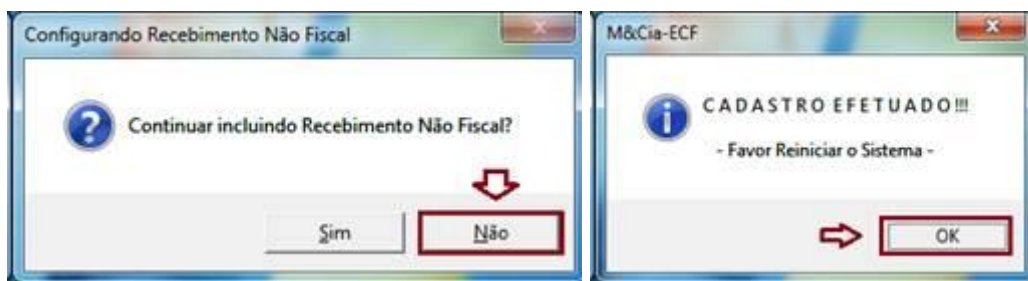 Configurando Recebimento Não Fiscal
Continuar incluindo Recebimento Não Fiscal?
Sim
Não
M&Cia-ECF
CADASTRO EFETUADO!!!
- Favor Reiniciar o Sistema -
OK